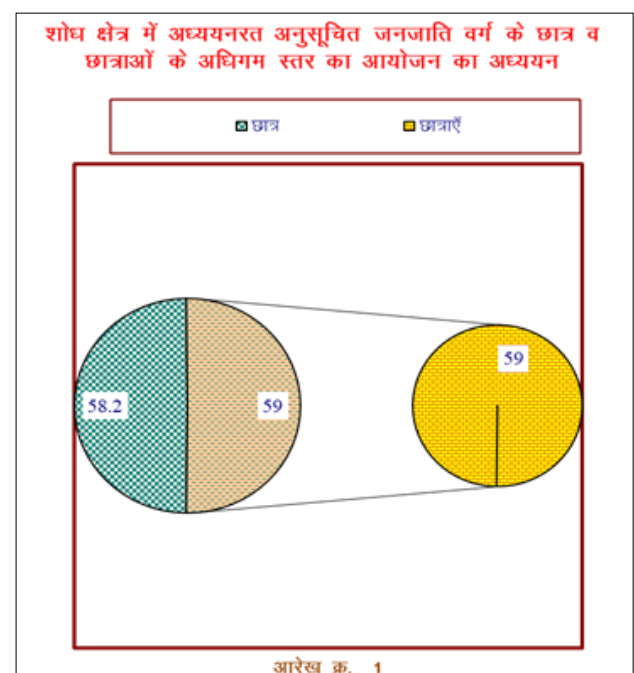 शोध क्षेत्र में अध्ययनरत अनुसूचित जनजाति वर्ग के छात्र व
छात्राओं के अधिगम स्तर का आयोजन का अध्ययन
छात्र छात्राएँ
59
58.2 59
आरेख क्र. 1